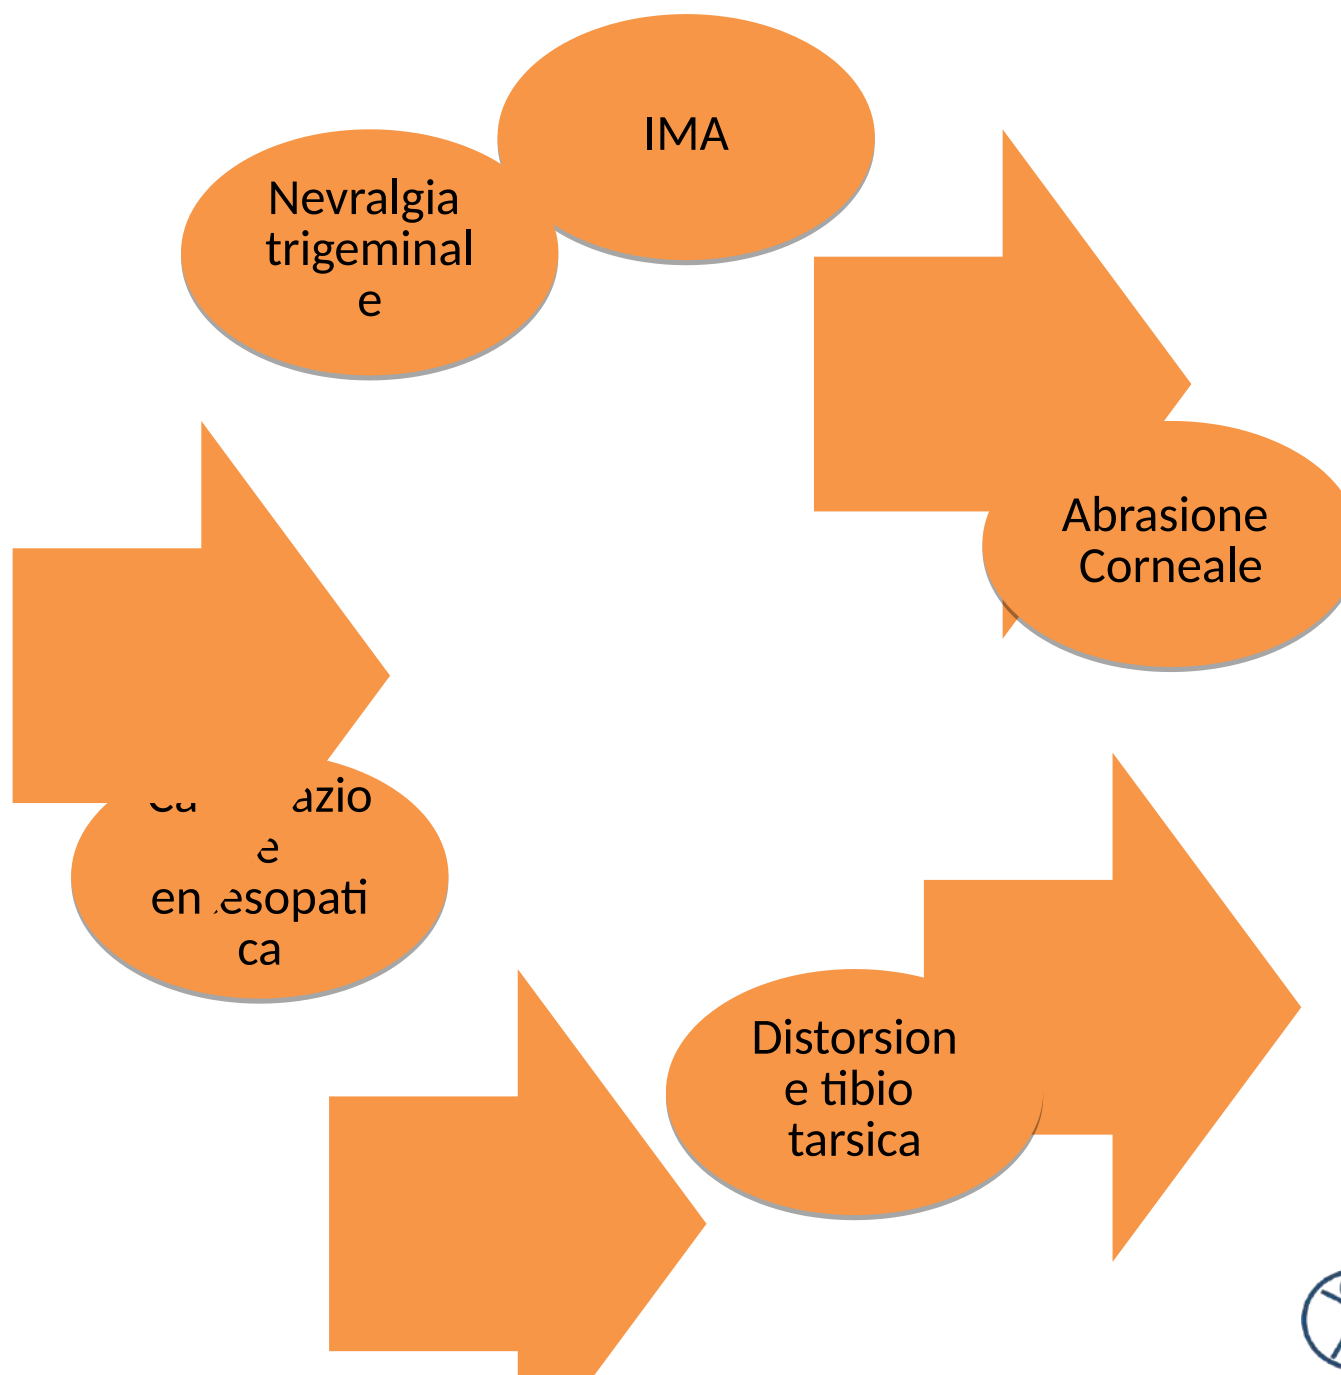 IMA
Nevralgia
trigeminal
e
Abrasione
Corneale
Distorsion
e tibio
tarsica
e
ca